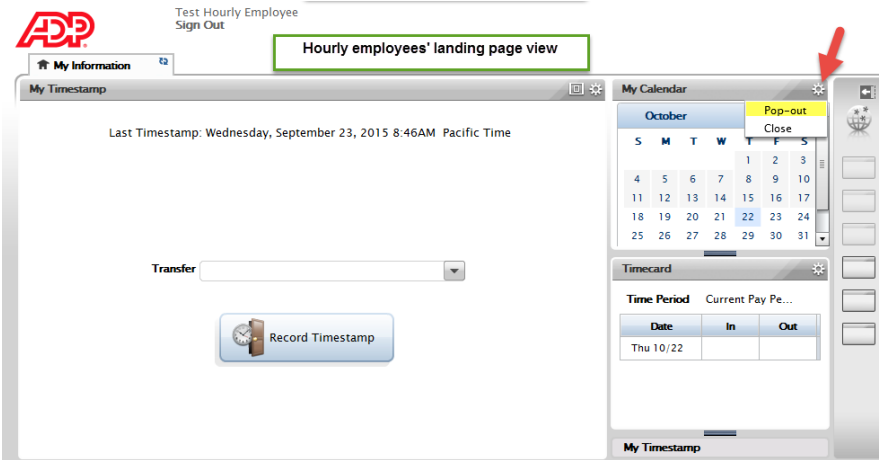 ADP
Test Hourly Employee
Sign Out
Hourly employees' landing page view
My Information
My Timestamp
Last Timestamp: Wednesday, September 23, 2015 8:46AM Pacific Time
Transfer
Record Timestamp
My Calendar
Pop-out
Close
October
S M T W T F S
1 2 3
4 5 6 7 8 9 10
11 12 13 14 15 16 17
18 19 20 21 22 23 24
25 26 27 28 29 30 31
Timecard
Time Period Current Pay Pe...
Date In Out
Thu 10/22
My Timestamp